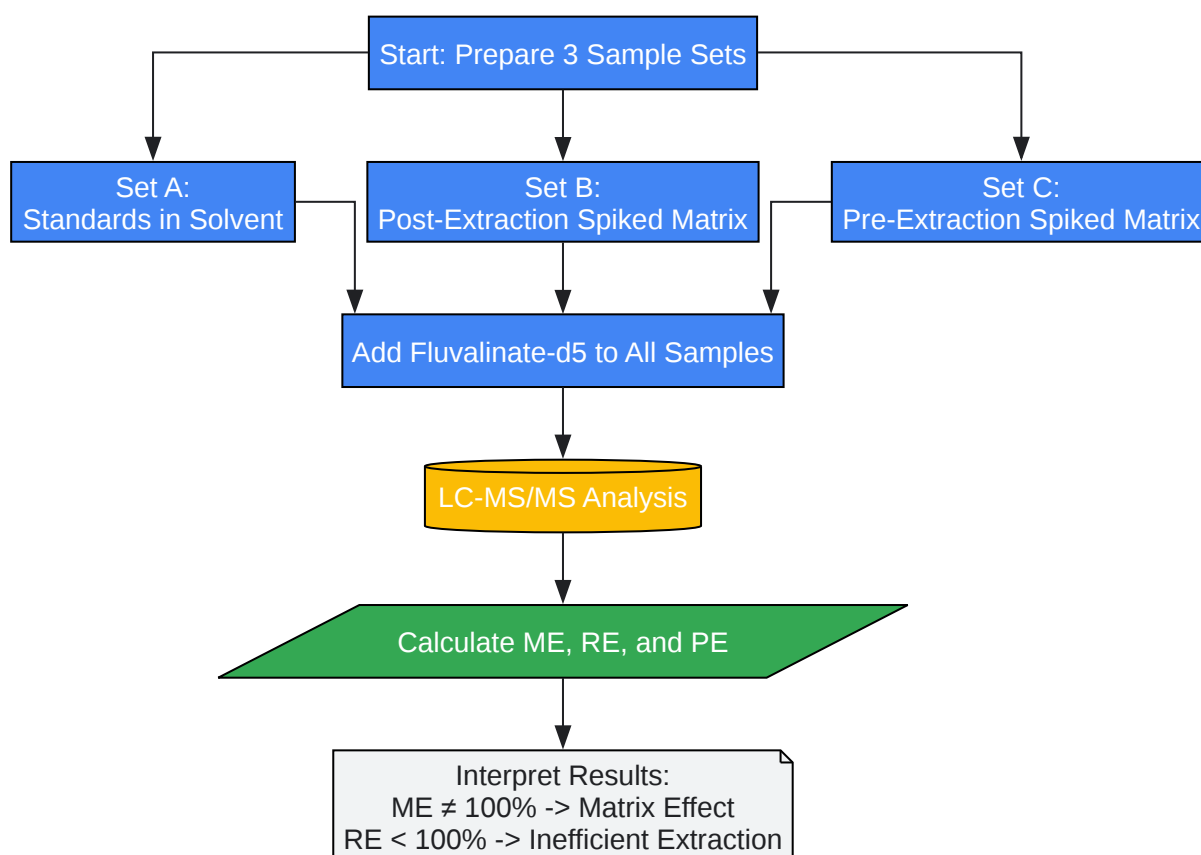 Start: Prepare 3 Sample Sets
Set A:
Standards in Solvent
Set B:
Post-Extraction Spiked Matrix
Set C:
Pre-Extraction Spiked Matrix
Add Fluvalinate-d5 to All Samples
LC-MS/MS Analysis
Calculate ME, RE, and PE
Interpret Results:
ME ≠ 100% -> Matrix Effect
RE < 100% -> Inefficient Extraction